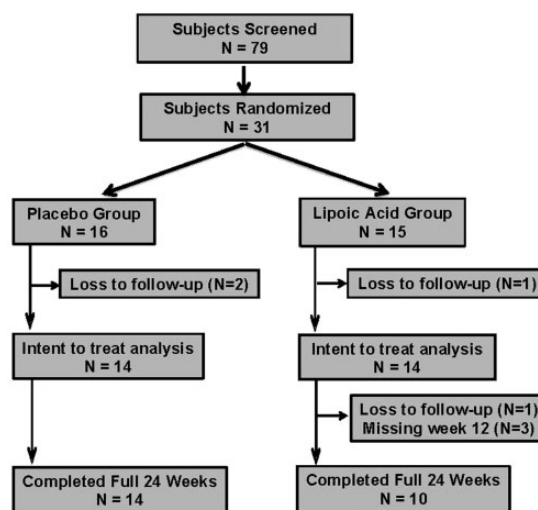 Subjects Screened
N = 79
Subjects Randomized
N = 31
Placebo Group
N = 16
Lipoic Acid Group
N = 15
Loss to follow-up (N=2)
Loss to follow-up (N=1)
Intent to treat analysis
N = 14
Intent to treat analysis
N = 14
Loss to follow-up (N=1)
Missing week 12 (N=3)
Completed Full 24 Weeks
N = 14
Completed Full 24 Weeks
N = 10